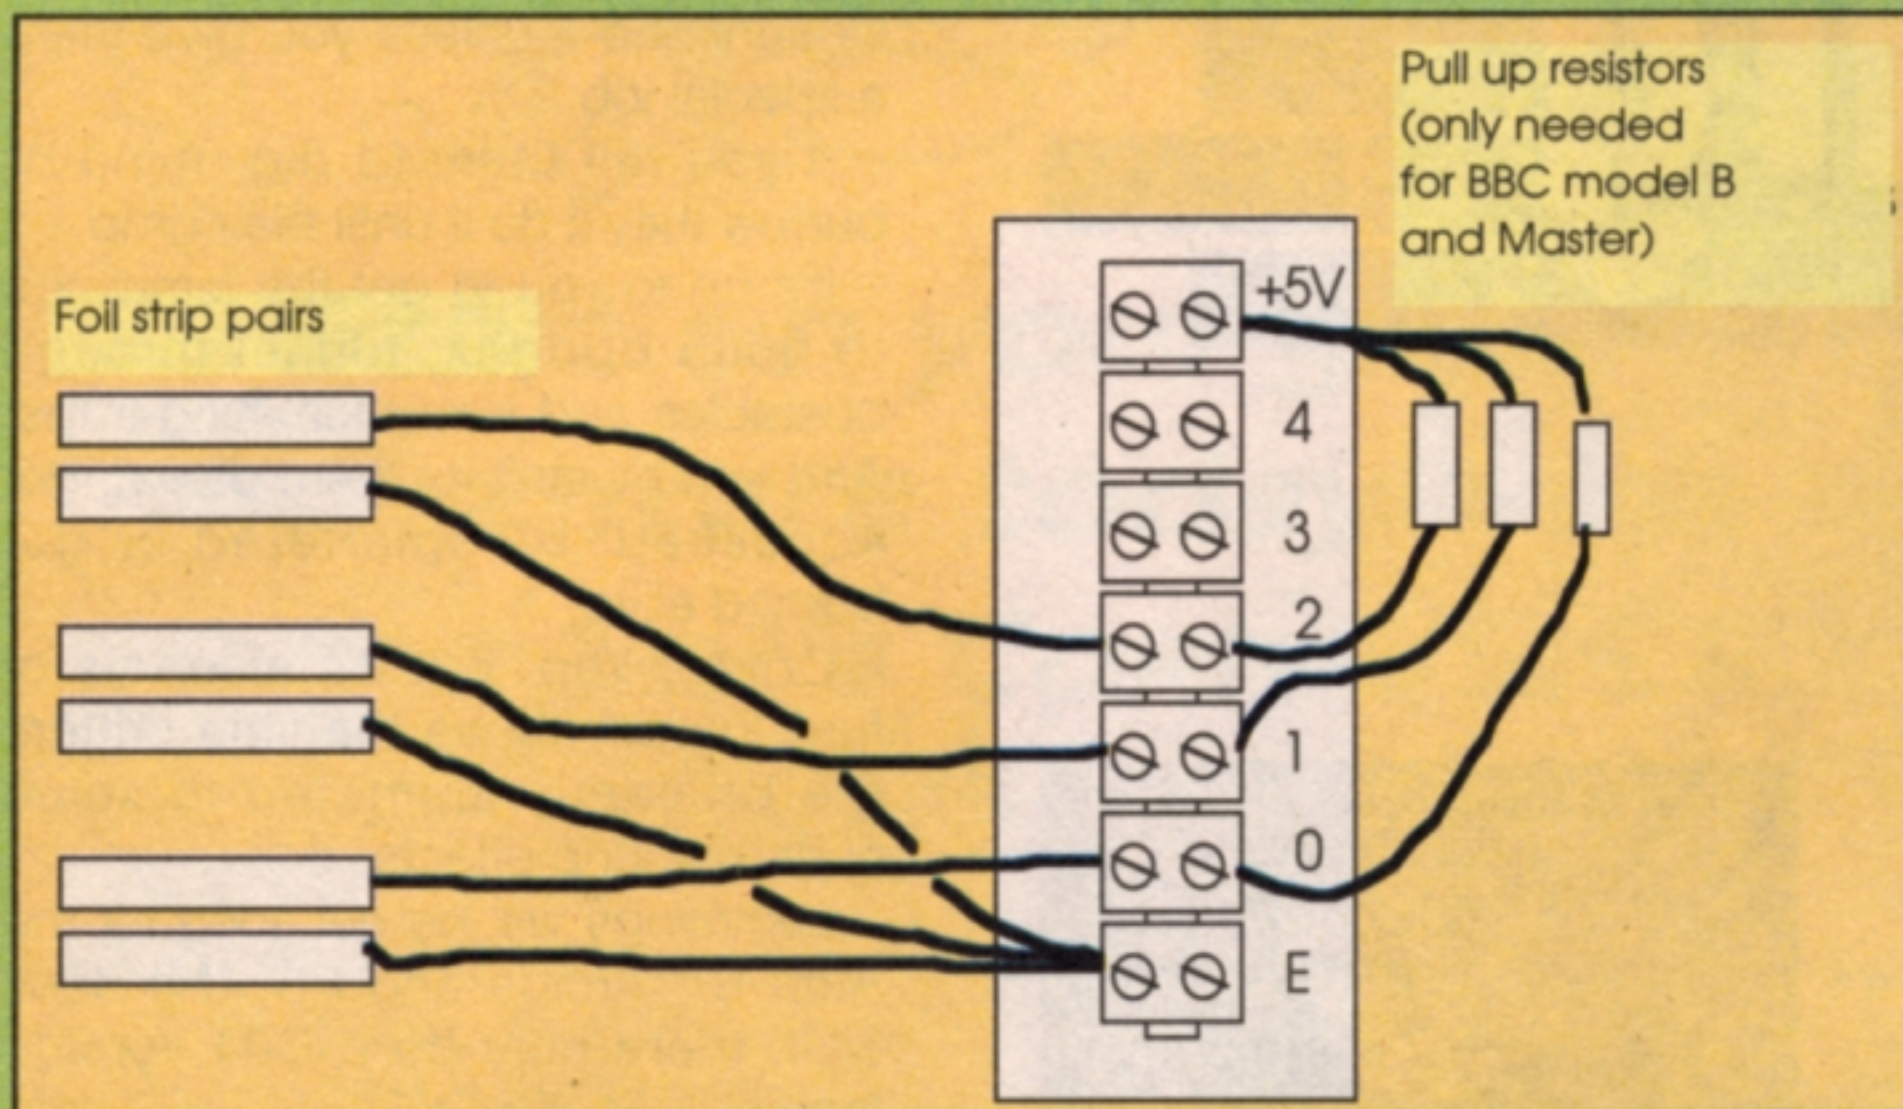 Pull up resistors
(only needed
for BBC model B
and Master)
Foil strip pairs
+5V
4
3
2
1
0
E